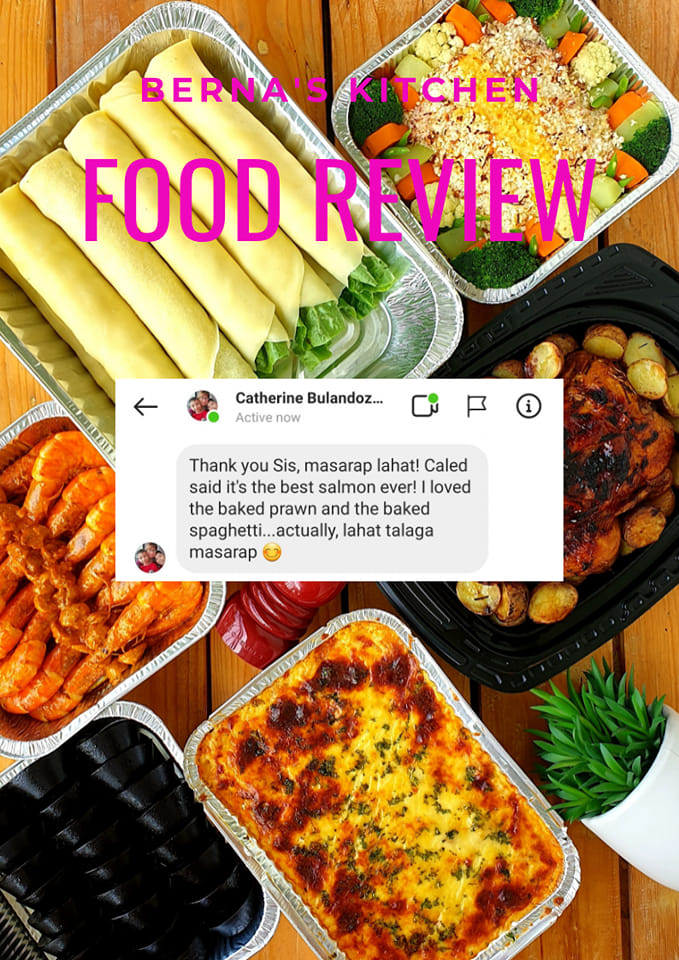 BERNA'S KITCHEN
FOOD REVIEW
Catherine Bulandoz...
Active now
Thank you Sis, masarap lahat! Caled
said it's the best salmon ever! I loved
the baked prawn and the baked
spaghetti...actually, lahat talaga
masarap 😊